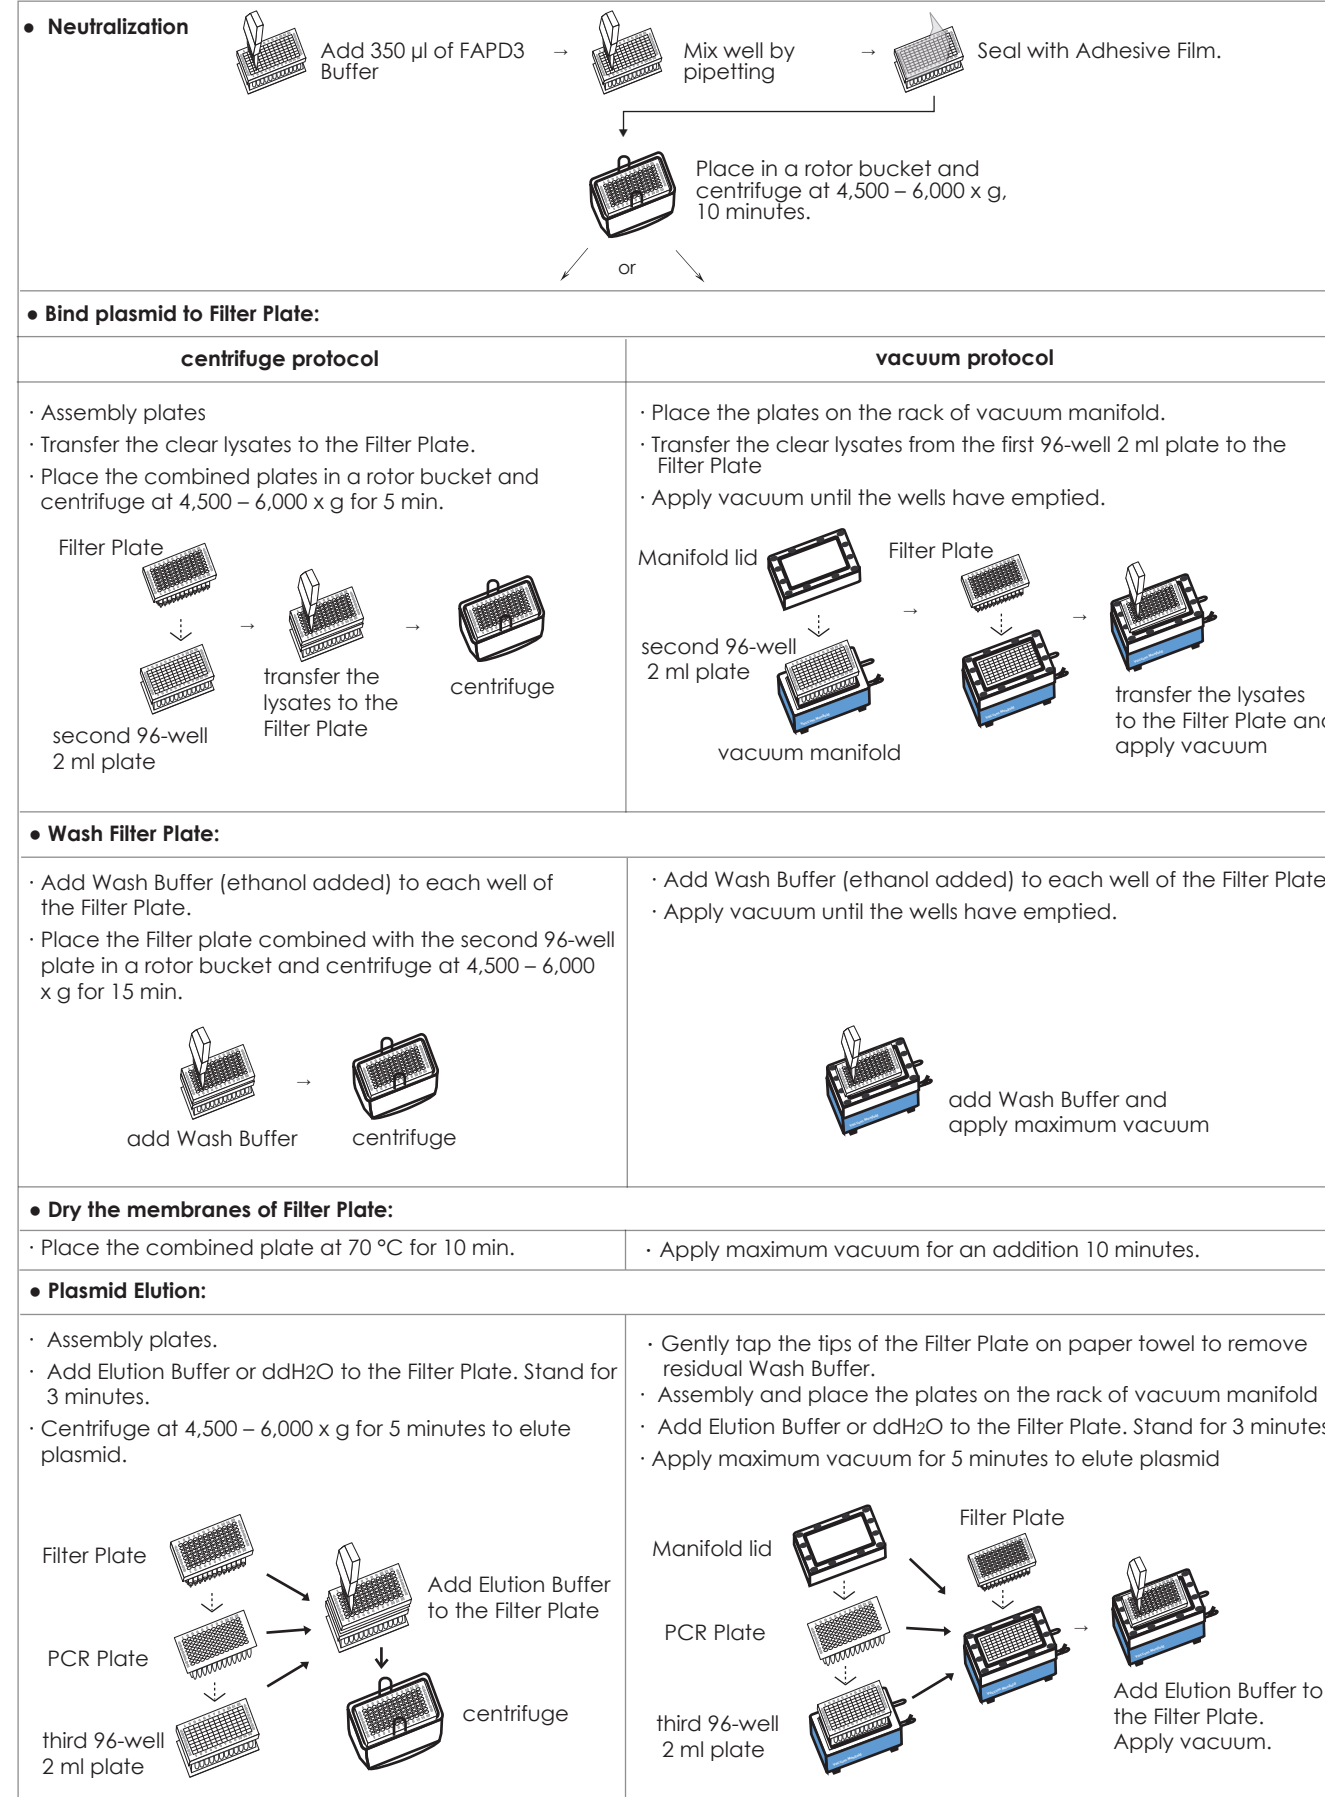 ● Neutralization
Add 350 µl of FAPD3
Buffer
→
Mix well by
pipetting
→
Seal with Adhesive Film.
Place in a rotor bucket and
centrifuge at 4,500 – 6,000 x g,
10 minutes.
or
● Bind plasmid to Filter Plate:
centrifuge protocol
· Assembly plates
· Transfer the clear lysates to the Filter Plate.
· Place the combined plates in a rotor bucket and
centrifuge at 4,500 – 6,000 x g for 5 min.
Filter Plate
second 96-well
2 ml plate
→
transfer the
lysates to the
Filter Plate
→
centrifuge
vacuum protocol
· Place the plates on the rack of vacuum manifold.
· Transfer the clear lysates from the first 96-well 2 ml plate to the
Filter Plate
· Apply vacuum until the wells have emptied.
Manifold lid
second 96-well
2 ml plate
vacuum manifold
→
Filter Plate
→
transfer the lysates
to the Filter Plate and
apply vacuum
● Wash Filter Plate:
· Add Wash Buffer (ethanol added) to each well of
the Filter Plate.
· Place the Filter plate combined with the second 96-well
plate in a rotor bucket and centrifuge at 4,500 – 6,000
x g for 15 min.
add Wash Buffer
→
centrifuge
· Add Wash Buffer (ethanol added) to each well of the Filter Plate
· Apply vacuum until the wells have emptied.
add Wash Buffer and
apply maximum vacuum
● Dry the membranes of Filter Plate:
· Place the combined plate at 70 °C for 10 min.
· Apply maximum vacuum for an addition 10 minutes.
● Plasmid Elution:
· Assembly plates.
· Add Elution Buffer or ddH2O to the Filter Plate. Stand for
3 minutes.
· Centrifuge at 4,500 – 6,000 x g for 5 minutes to elute
plasmid.
Filter Plate
PCR Plate
third 96-well
2 ml plate
Add Elution Buffer
to the Filter Plate
centrifuge
· Gently tap the tips of the Filter Plate on paper towel to remove
residual Wash Buffer.
· Assembly and place the plates on the rack of vacuum manifold
· Add Elution Buffer or ddH2O to the Filter Plate. Stand for 3 minutes
· Apply maximum vacuum for 5 minutes to elute plasmid
Manifold lid
PCR Plate
third 96-well
2 ml plate
Filter Plate
→
Add Elution Buffer to
the Filter Plate.
Apply vacuum.